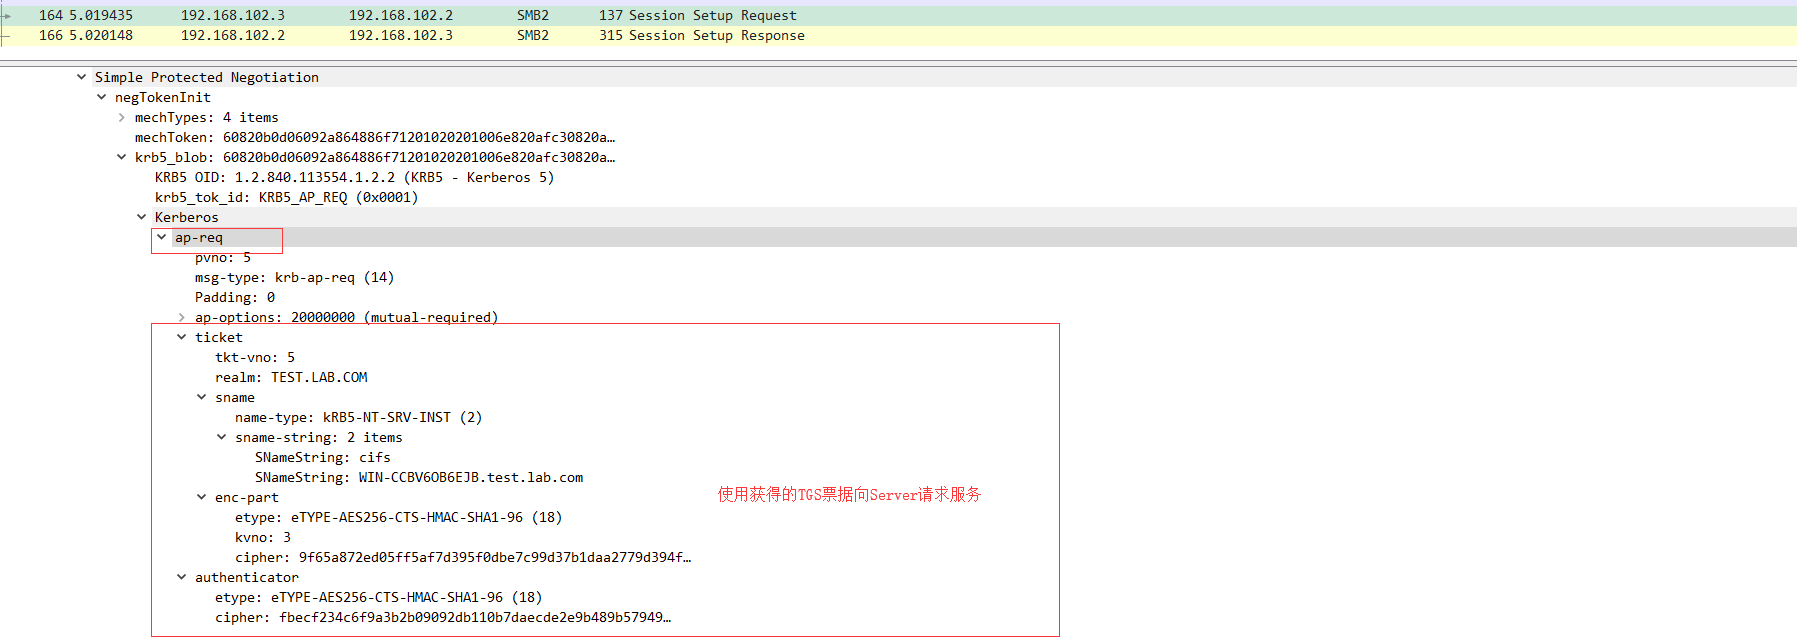 164 5.019435 192.168.102.3 192.168.102.2 SMB2 137 Session Setup Request
166 5.020148 192.168.102.2 192.168.102.3 SMB2 315 Session Setup Response
Simple Protected Negotiation
negTokenInit
mechTypes: 4 items
mechToken: 60820b0d06092a864886f71201020201006e820afc30820a…
krb5_blob: 60820b0d06092a864886f71201020201006e820afc30820a…
KRB5 OID: 1.2.840.113554.1.2.2 (KRB5 - Kerberos 5)
krb5_tok_id: KRB5_AP_REQ (0x0001)
Kerberos
ap-req
pvno: 5
msg-type: krb-ap-req (14)
Padding: 0
ap-options: 20000000 (mutual-required)
ticket
tkt-vno: 5
realm: TEST.LAB.COM
sname
name-type: kRB5-NT-SRV-INST (2)
sname-string: 2 items
SNameString: cifs
SNameString: WIN-CCBV6OB6EJB.test.lab.com
enc-part
使用获得的TGS票据向Server请求服务
etype: eTYPE-AES256-CTS-HMAC-SHA1-96 (18)
kvno: 3
cipher: 9f65a872ed05ff5af7d395f0dbe7c99d37b1daa2779d394f…
authenticator
etype: eTYPE-AES256-CTS-HMAC-SHA1-96 (18)
cipher: fbecf234c6f9a3b2b09092db110b7daecde2e9b489b57949…